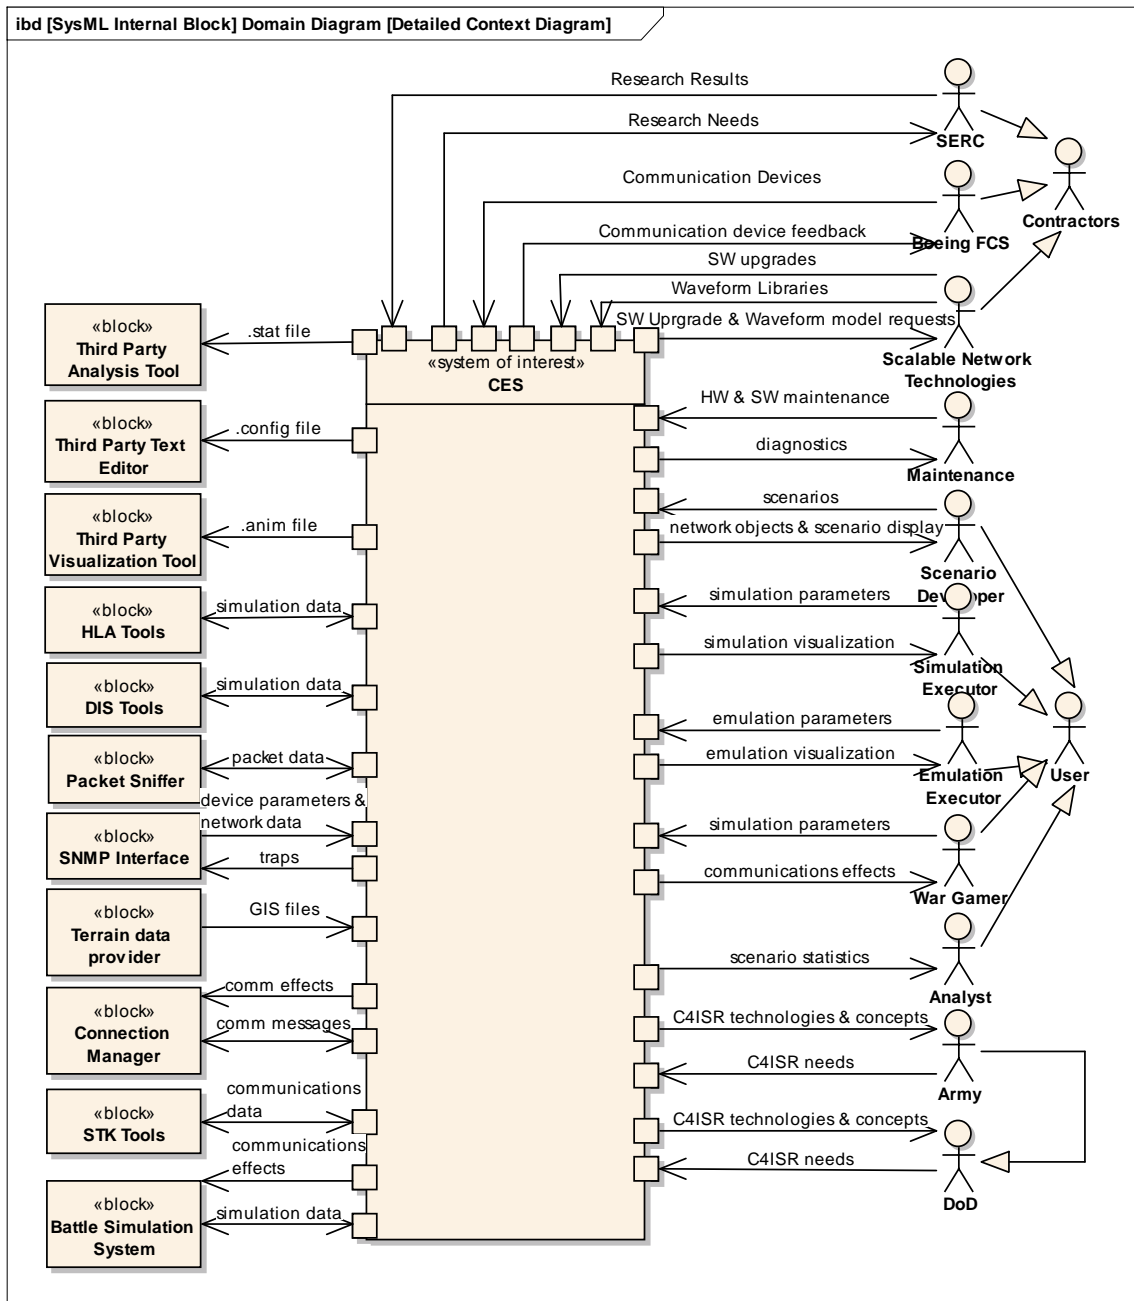 ibd [SysML Internal Block] Domain Diagram [Detailed Context Diagram]
Research Results
Research Needs
SERC
Communication Devices
Contractors
Communication device feedback
Boeing FCS
SW upgrades
Waveform Libraries
SW Uprgrade & Waveform model requests
Scalable Network
Technologies
«system of interest»
CES
«block»
Third Party
Analysis Tool
.stat file
HW & SW maintenance
diagnostics
Maintenance
«block»
Third Party Text
Editor
.config file
scenarios
network objects & scenario display
Scenario
Developer
«block»
Third Party
Visualization Tool
.anim file
simulation parameters
simulation visualization
Simulation
Executor
«block»
HLA Tools
simulation data
«block»
DIS Tools
simulation data
emulation parameters
emulation visualization
Emulation
Executor
User
«block»
Packet Sniffer
packet data
«block»
SNMP Interface
device parameters &
network data
traps
simulation parameters
communications effects
War Gamer
«block»
Terrain data
provider
GIS files
scenario statistics
Analyst
«block»
Connection
Manager
comm effects
comm messages
C4ISR technologies & concepts
C4ISR needs
Army
«block»
STK Tools
communications
data
C4ISR technologies & concepts
C4ISR needs
DoD
communications
effects
«block»
Battle Simulation
System
simulation data